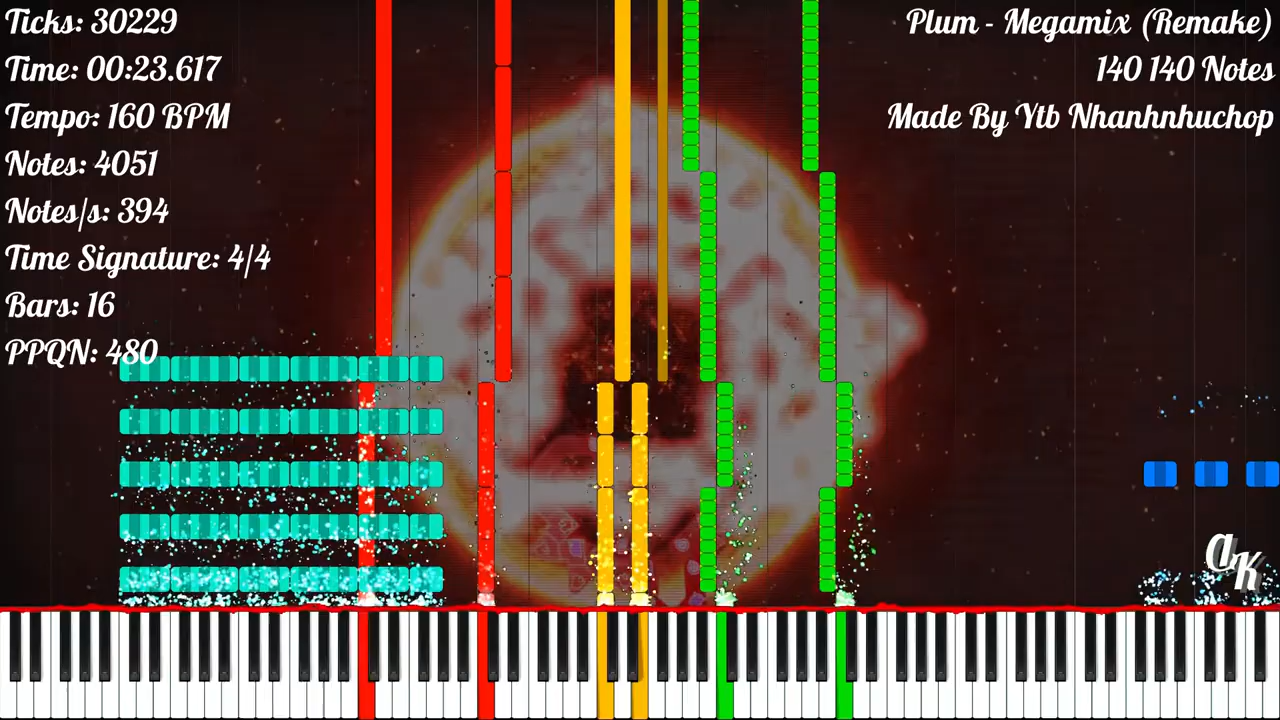 Ticks: 30229
Time: 00:23.617
Tempo: 160 BPM
Notes: 4051
Notes/s: 394
Time Signature: 4/4
Bars: 16
PPQN: 480
Plum - Megamix (Remake)
140 140 Notes
Made By Ytb Nhanhnhuchop
aK